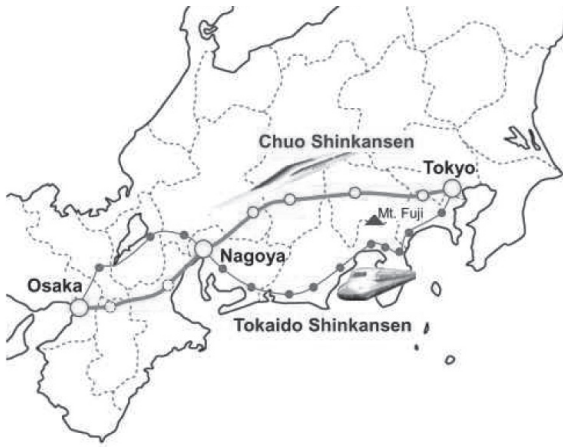 Chuo Shinkansen
Tokyo
Mt. Fuji
Nagoya
Osaka
Tokaido Shinkansen